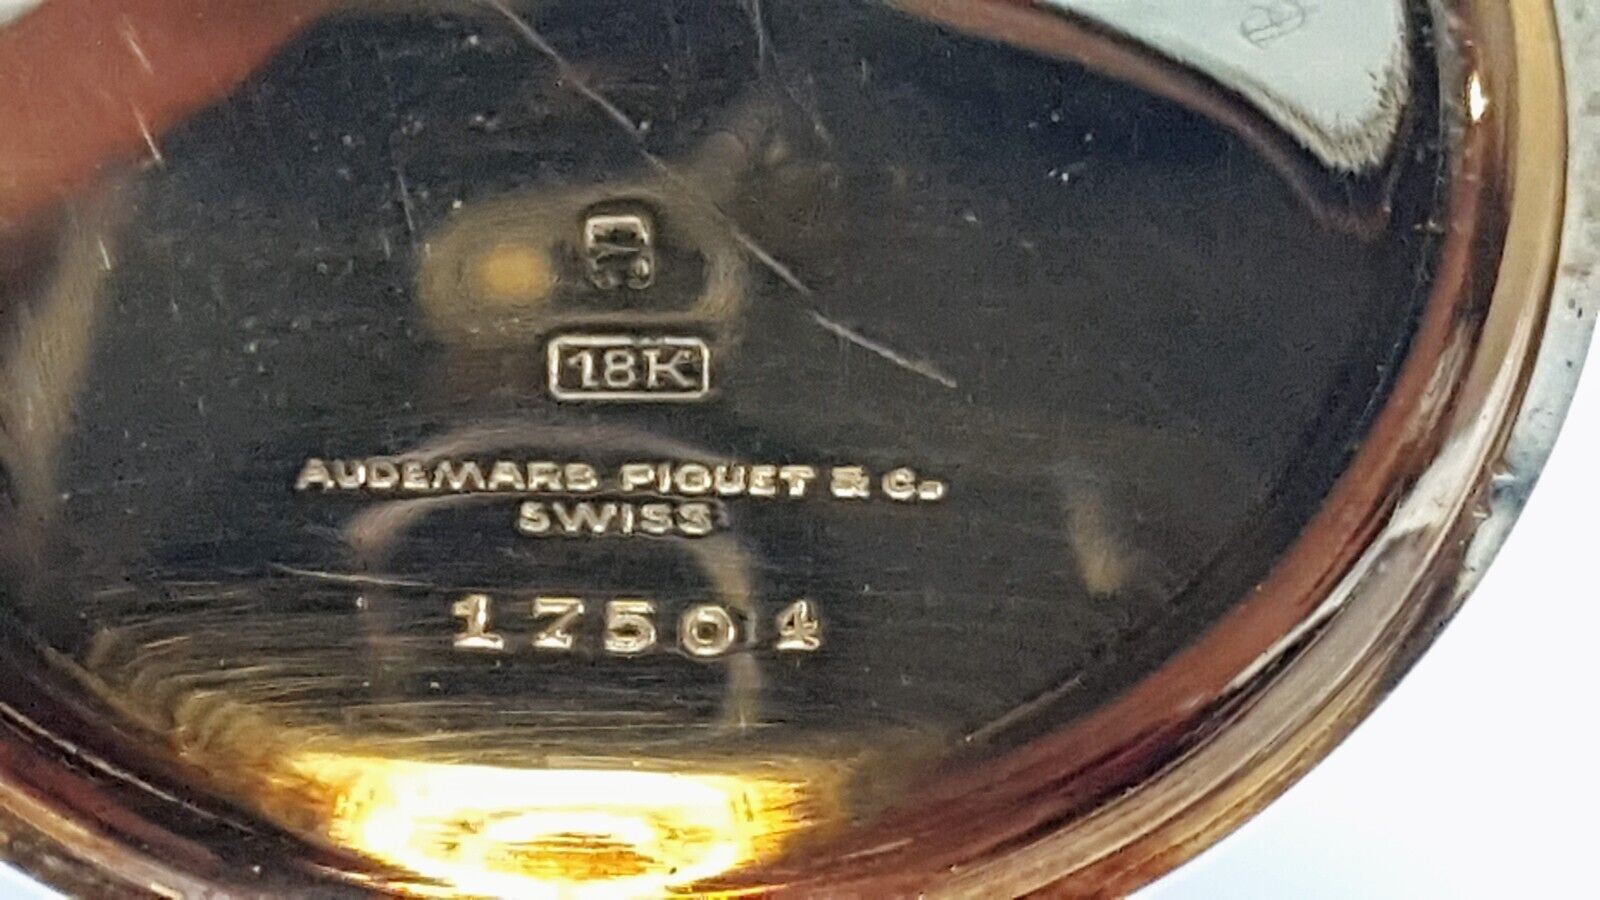 18K
AUDEMARS PIGUET & Co
SWISS
17504